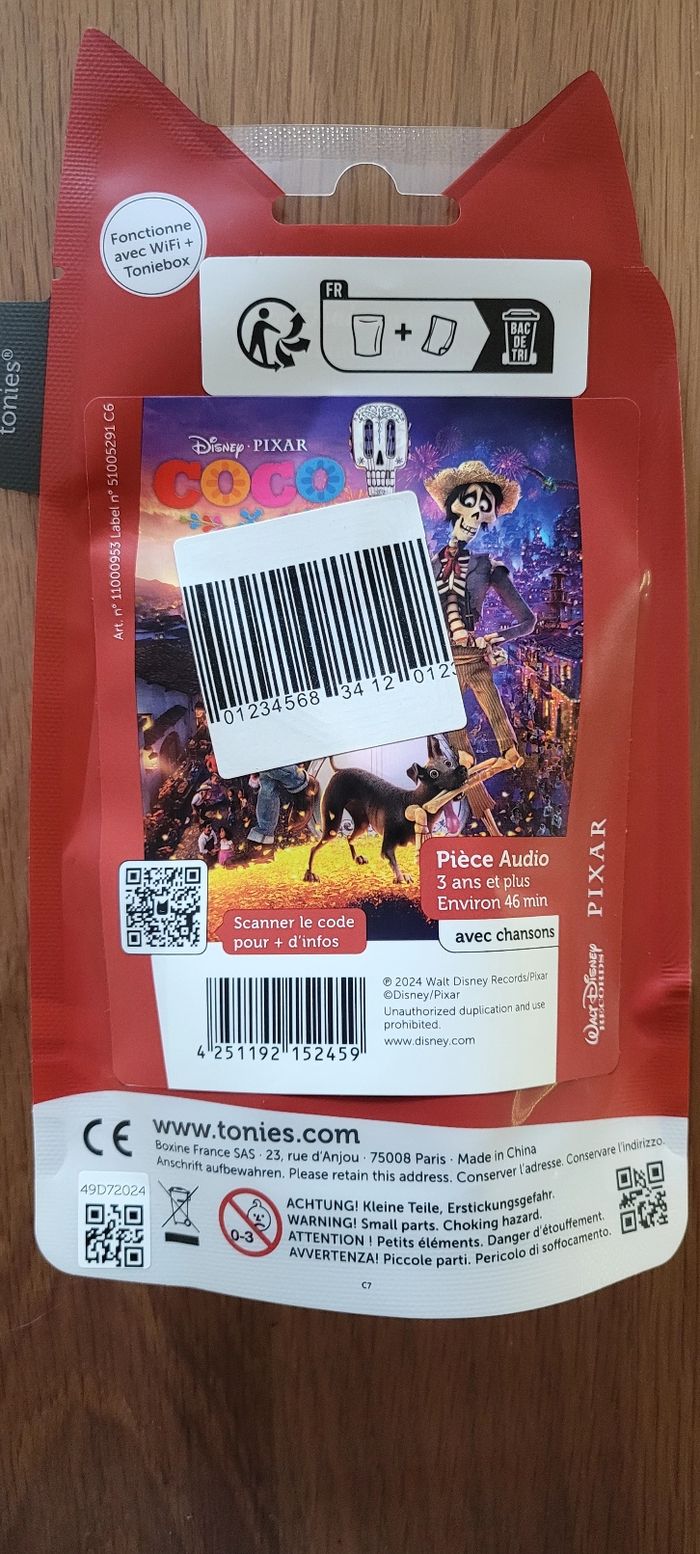 Fonctionne
avec WiFi +
Toniebox
FR
BAC
DE
TRI
tonies®
Art. n° 11000953 Label n° 51005291 C6
Disney · PIXAR
COCO
01234568 34 12 0123
Pièce Audio
3 ans et plus
Environ 46 min
avec chansons
Scanner le code
pour + d'infos
WALT DISNEY RECORDS PIXAR
4 251192 152459
℗ 2024 Walt Disney Records/Pixar
©Disney/Pixar
Unauthorized duplication and use
prohibited.
www.disney.com
CE
www.tonies.com
Boxine France SAS · 23, rue d'Anjou · 75008 Paris · Made in China
Anschrift aufbewahren. Please retain this address. Conserver l'adresse. Conservare l'indirizzo.
49D72024
0-3
ACHTUNG! Kleine Teile, Erstickungsgefahr.
WARNING! Small parts. Choking hazard.
ATTENTION ! Petits éléments. Danger d'étouffement.
AVVERTENZA! Piccole parti. Pericolo di soffocamento.
C7